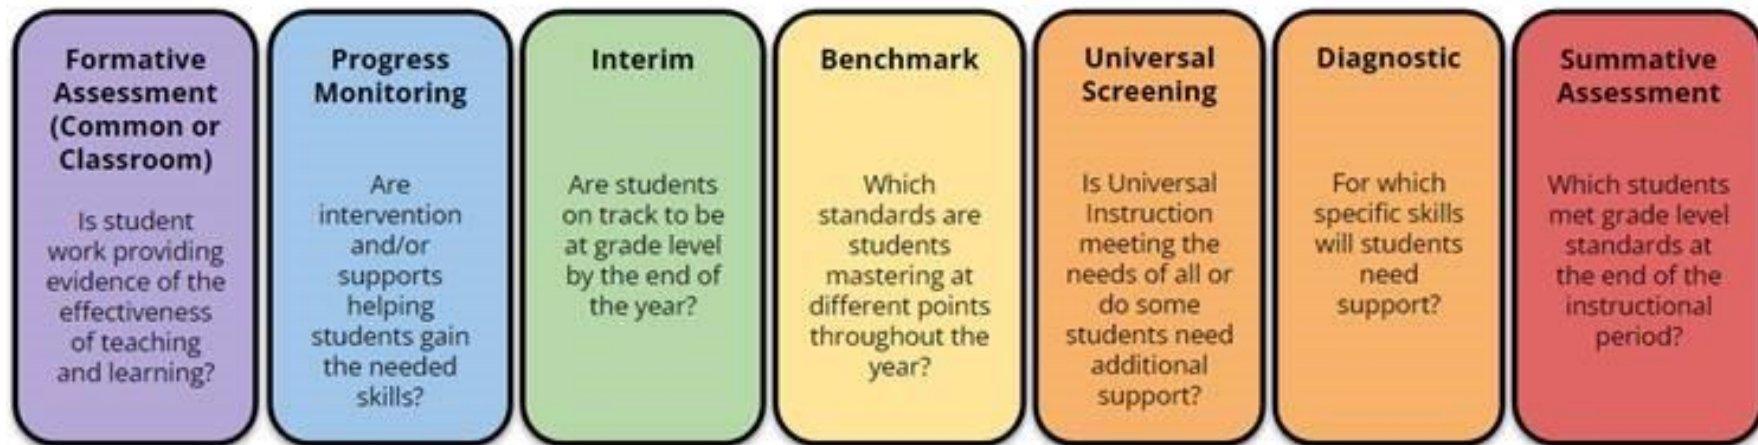 Formative
Assessment
(Common or
Classroom)
Is student
work providing
evidence of the
effectiveness
of teaching
and learning?
Progress
Monitoring
Are
intervention
and/or
supports
helping
students gain
the needed
skills?
Interim
Are students
on track to be
at grade level
by the end of
the year?
Benchmark
Which
standards are
students
mastering at
different points
throughout the
year?
Universal
Screening
Is Universal
Instruction
meeting the
needs of all or
do some
students need
additional
support?
Diagnostic
For which
specific skills
will students
need
support?
Summative
Assessment
Which students
met grade level
standards at
the end of the
instructional
period?